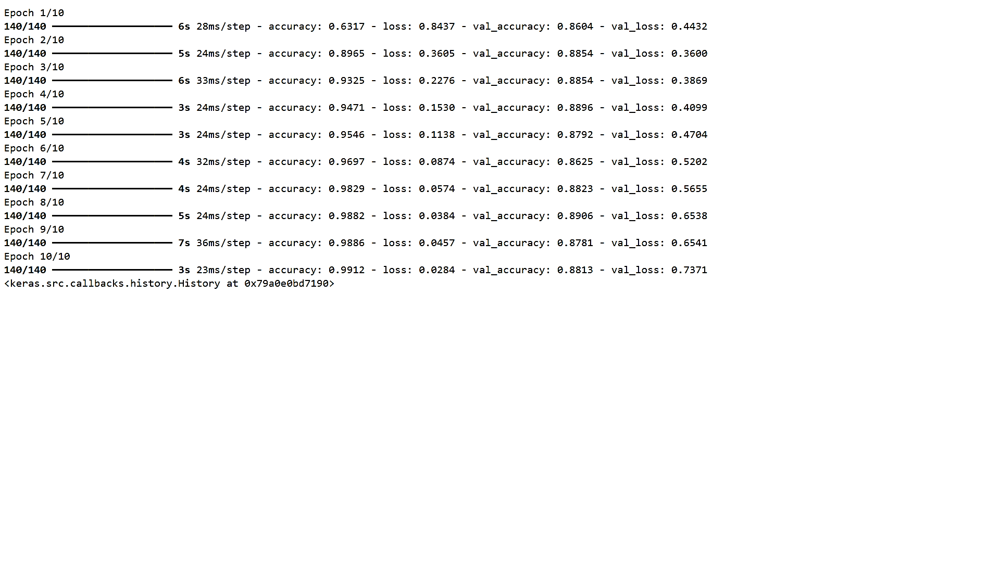 Epoch 1/10
140/140 ━━━━━━━━━━━━━━━━━━━━ 6s 28ms/step - accuracy: 0.6317 - loss: 0.8437 - val_accuracy: 0.8604 - val_loss: 0.4432
Epoch 2/10
140/140 ━━━━━━━━━━━━━━━━━━━━ 5s 24ms/step - accuracy: 0.8965 - loss: 0.3605 - val_accuracy: 0.8854 - val_loss: 0.3600
Epoch 3/10
140/140 ━━━━━━━━━━━━━━━━━━━━ 6s 33ms/step - accuracy: 0.9325 - loss: 0.2276 - val_accuracy: 0.8854 - val_loss: 0.3869
Epoch 4/10
140/140 ━━━━━━━━━━━━━━━━━━━━ 3s 24ms/step - accuracy: 0.9471 - loss: 0.1530 - val_accuracy: 0.8896 - val_loss: 0.4099
Epoch 5/10
140/140 ━━━━━━━━━━━━━━━━━━━━ 3s 24ms/step - accuracy: 0.9546 - loss: 0.1138 - val_accuracy: 0.8792 - val_loss: 0.4704
Epoch 6/10
140/140 ━━━━━━━━━━━━━━━━━━━━ 4s 32ms/step - accuracy: 0.9697 - loss: 0.0874 - val_accuracy: 0.8625 - val_loss: 0.5202
Epoch 7/10
140/140 ━━━━━━━━━━━━━━━━━━━━ 4s 24ms/step - accuracy: 0.9829 - loss: 0.0574 - val_accuracy: 0.8823 - val_loss: 0.5655
Epoch 8/10
140/140 ━━━━━━━━━━━━━━━━━━━━ 5s 24ms/step - accuracy: 0.9882 - loss: 0.0384 - val_accuracy: 0.8906 - val_loss: 0.6538
Epoch 9/10
140/140 ━━━━━━━━━━━━━━━━━━━━ 7s 36ms/step - accuracy: 0.9886 - loss: 0.0457 - val_accuracy: 0.8781 - val_loss: 0.6541
Epoch 10/10
140/140 ━━━━━━━━━━━━━━━━━━━━ 3s 23ms/step - accuracy: 0.9912 - loss: 0.0284 - val_accuracy: 0.8813 - val_loss: 0.7371
<keras.src.callbacks.history.History at 0x79a0e0bd7190>